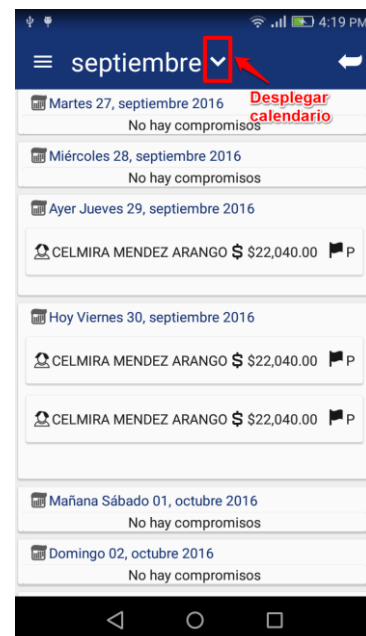 4:19 PM
septiembre
Desplegar
calendario
Martes 27, septiembre 2016
No hay compromisos
Miércoles 28, septiembre 2016
No hay compromisos
Ayer Jueves 29, septiembre 2016
CELMIRA MENDEZ ARANGO $ $22,040.00 P
Hoy Viernes 30, septiembre 2016
CELMIRA MENDEZ ARANGO $ $22,040.00 P
CELMIRA MENDEZ ARANGO $ $22,040.00 P
Mañana Sábado 01, octubre 2016
No hay compromisos
Domingo 02, octubre 2016
No hay compromisos